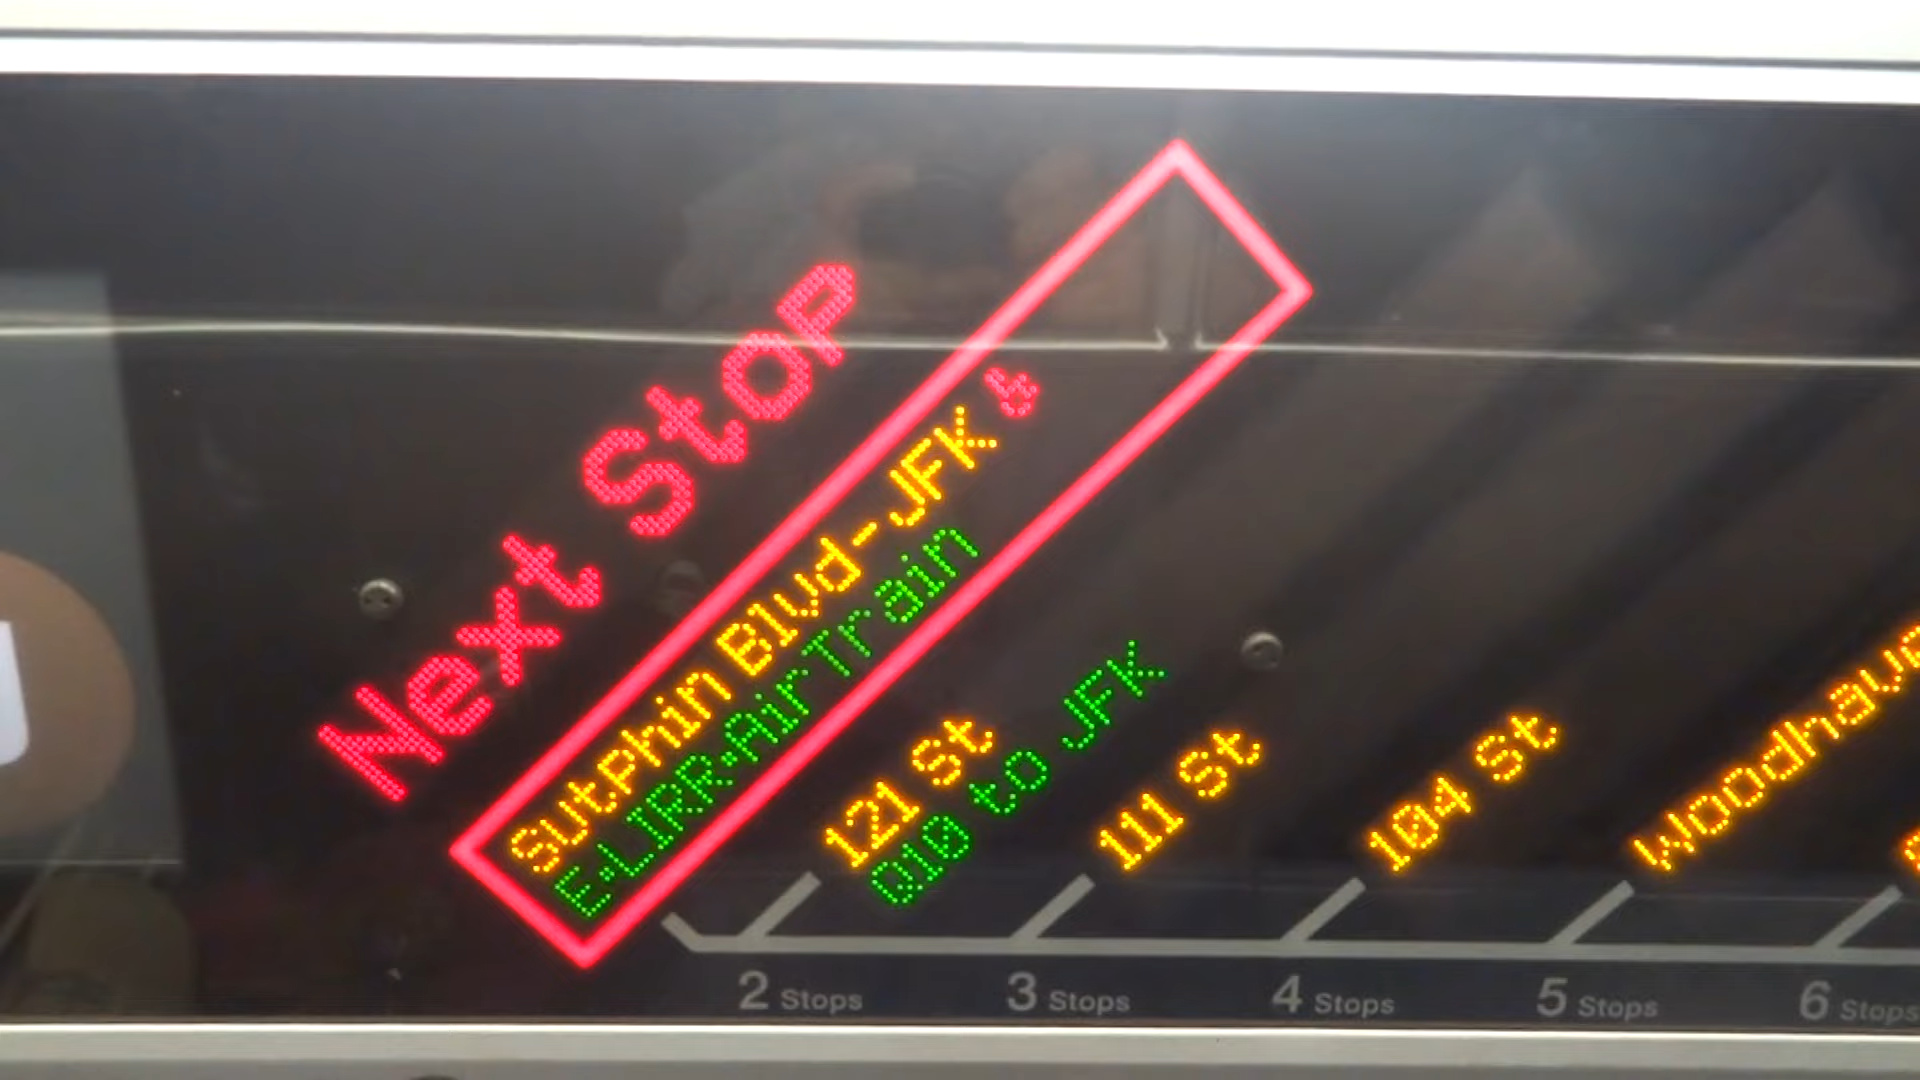 Next Stop
Sutphin Blvd-JFK
E•LIRR•AirTrain
121 St
Q10 to JFK
111 St
104 St
2 Stops
3 Stops
4 Stops
5 Stops
6 Stops